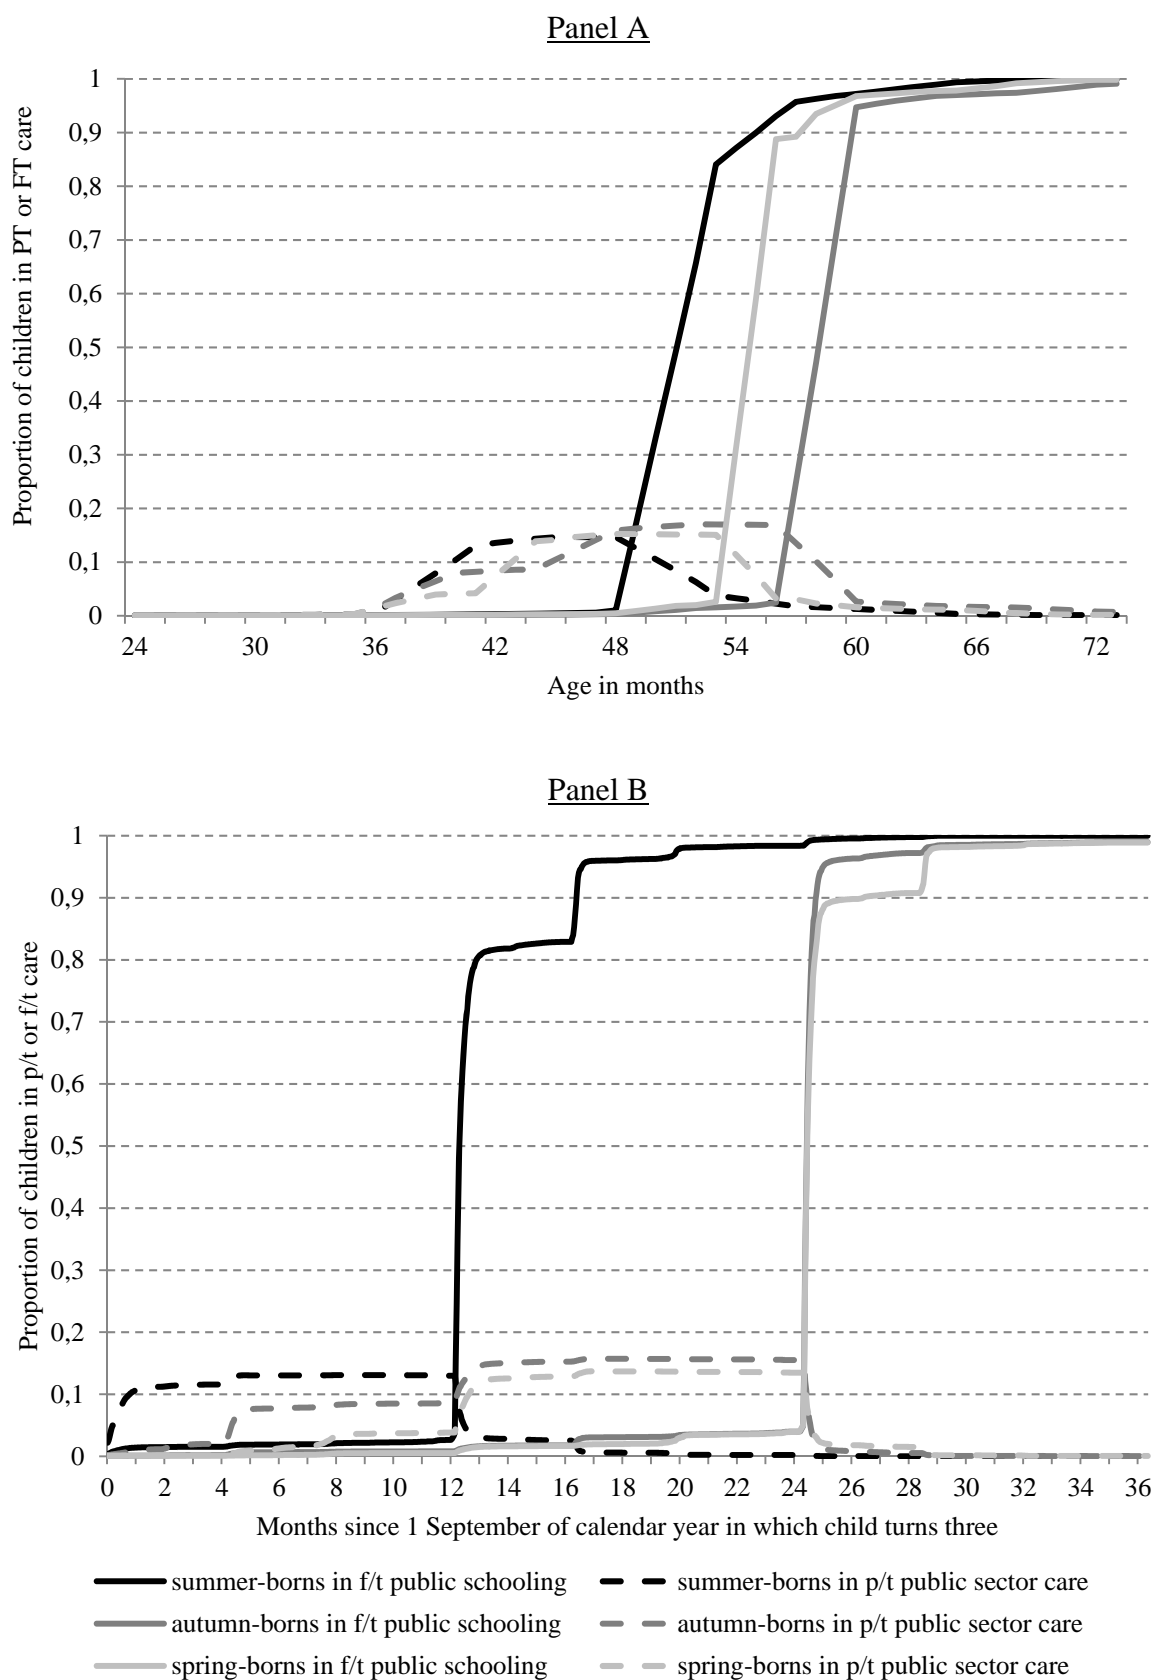 Panel A
Proportion of children in PT or FT care
1
0,9
0,8
0,7
0,6
0,5
0,4
0,3
0,2
0,1
0
24 30 36 42 48 54 60 66 72
Age in months
Panel B
Proportion of children in p/t or f/t care
1
0,9
0,8
0,7
0,6
0,5
0,4
0,3
0,2
0,1
0
0 2 4 6 8 10 12 14 16 18 20 22 24 26 28 30 32 34 36
Months since 1 September of calendar year in which child turns three
summer-borns in f/t public schooling summer-borns in p/t public sector care
autumn-borns in f/t public schooling autumn-borns in p/t public sector care
spring-borns in f/t public schooling spring-borns in p/t public sector care